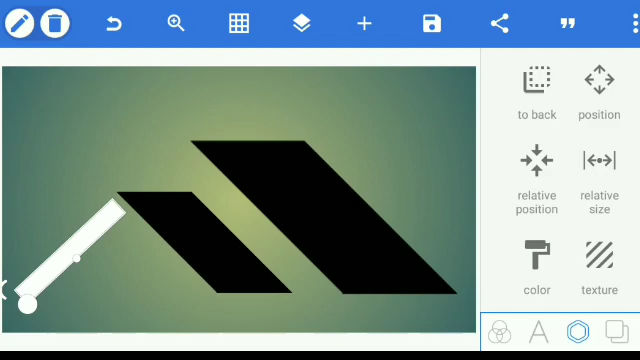 to back
position
relative
position
relative
size
color
texture